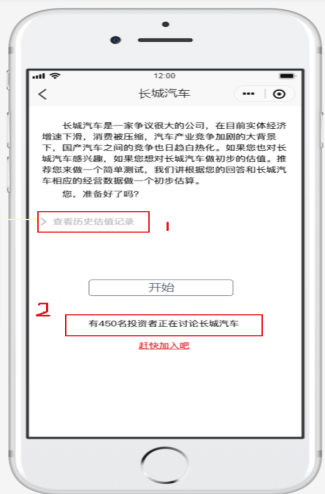 12:00
长城汽车
长城汽车是一家争议很大的公司，在目前实体经济
增速下滑，消费被压缩，汽车产业竞争加剧的大背景
下，国产汽车之间的竞争也日趋白热化。如果您也对长
城汽车感兴趣，如果您想对长城汽车做初步的估值。推
荐您来做一个简单测试，我们讲根据您的回答和长城汽
车相应的经营数据做一个初步估算。
您，准备好了吗？
查看历史估值记录
1
开始
2
有450名投资者正在讨论长城汽车
赶快加入吧